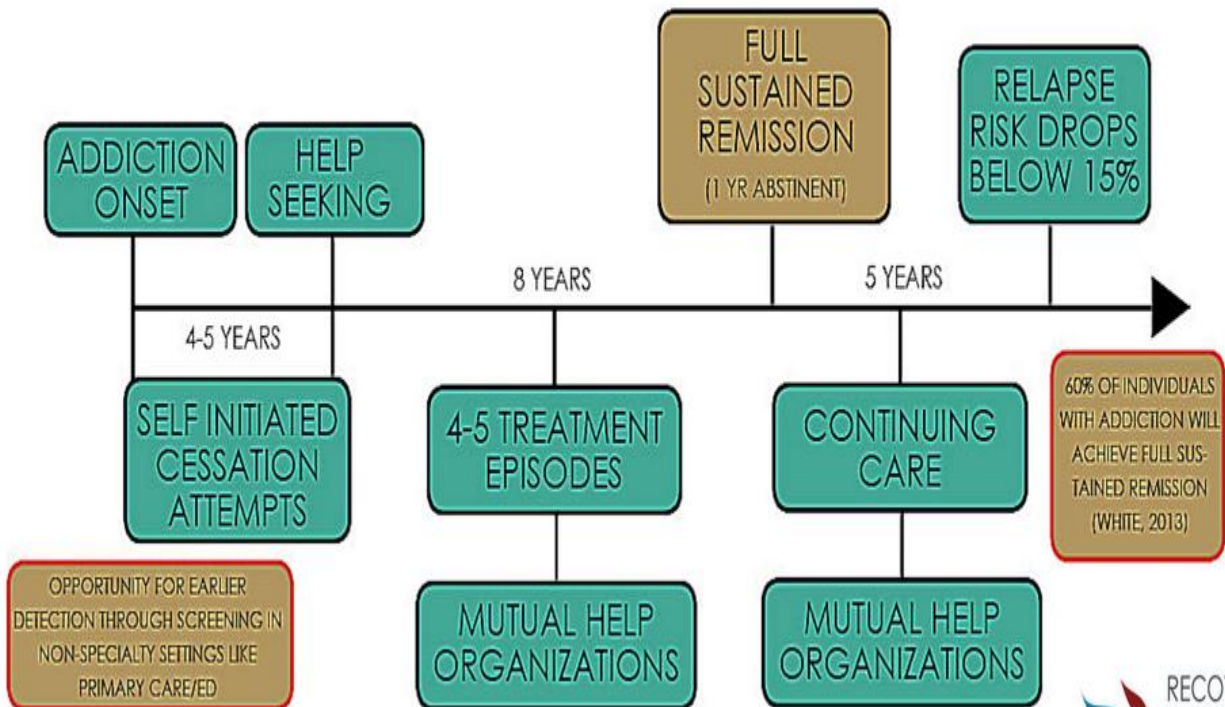 ADDICTION
ONSET
HELP
SEEKING
FULL
SUSTAINED
REMISSION
(1 YR ABSTINENT)
RELAPSE
RISK DROPS
BELOW 15%
4-5 YEARS
8 YEARS
5 YEARS
SELF INITIATED
CESSATION
ATTEMPTS
4-5 TREATMENT
EPISODES
CONTINUING
CARE
60% OF INDIVIDUALS
WITH ADDICTION WILL
ACHIEVE FULL SUS-
TAINED REMISSION
(WHITE, 2013)
OPPORTUNITY FOR EARLIER
DETECTION THROUGH SCREENING IN
NON-SPECIALTY SETTINGS LIKE
PRIMARY CARE/ED
MUTUAL HELP
ORGANIZATIONS
MUTUAL HELP
ORGANIZATIONS